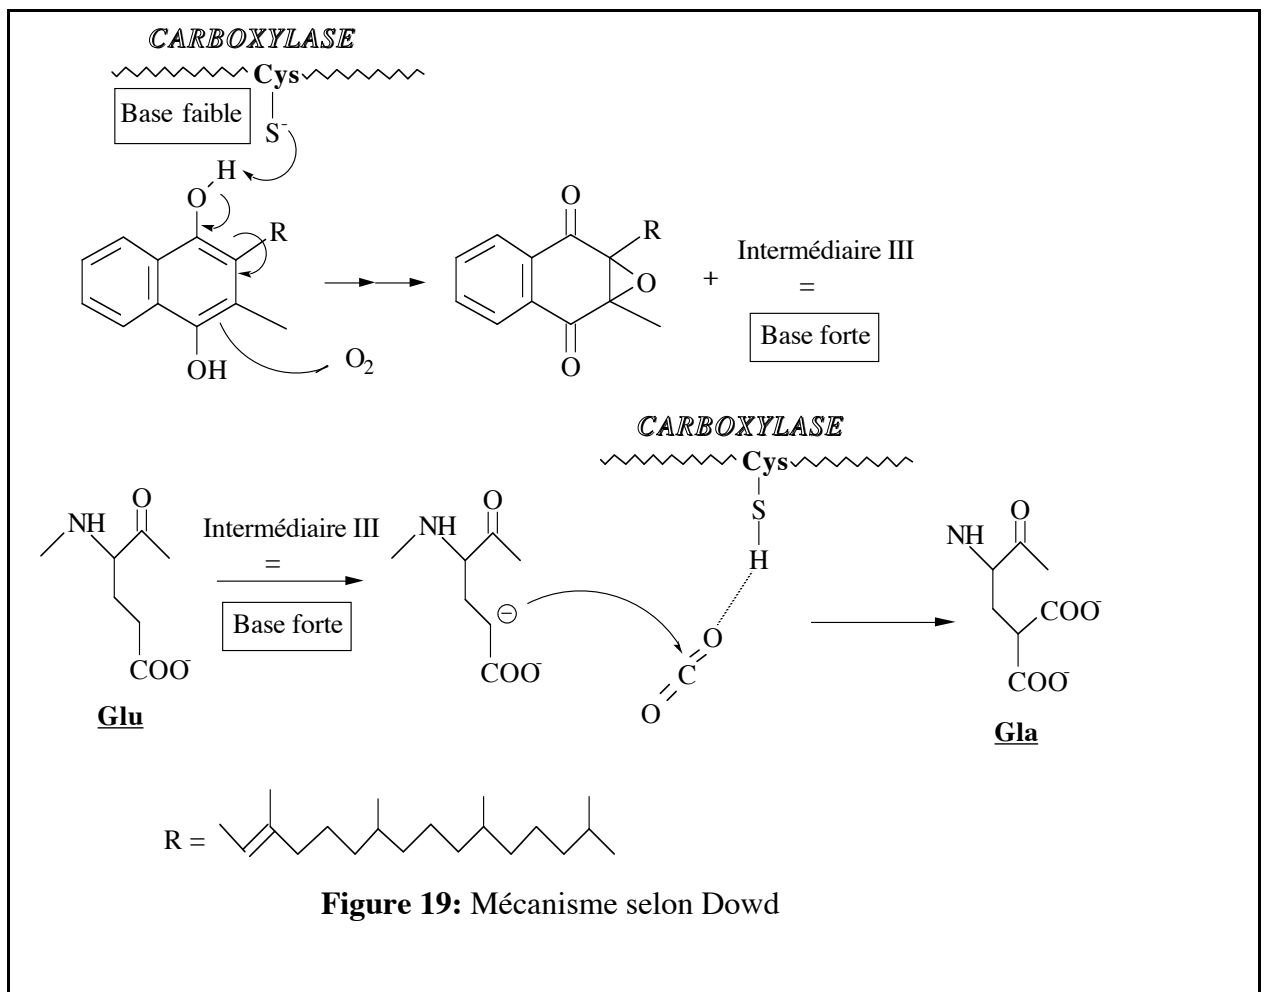 CARBOXYLASE
Cys
Base faible
S-
H
O
R
OH
O2
O
R
O
O
+
Intermédiaire III
=
Base forte
CARBOXYLASE
Cys
S
H
O
C
O
NH
O
COO-
Glu
Intermédiaire III
=
Base forte
NH
O
−
COO-
NH
O
COO-
COO-
Gla
R =
Figure 19: Mécanisme selon Dowd